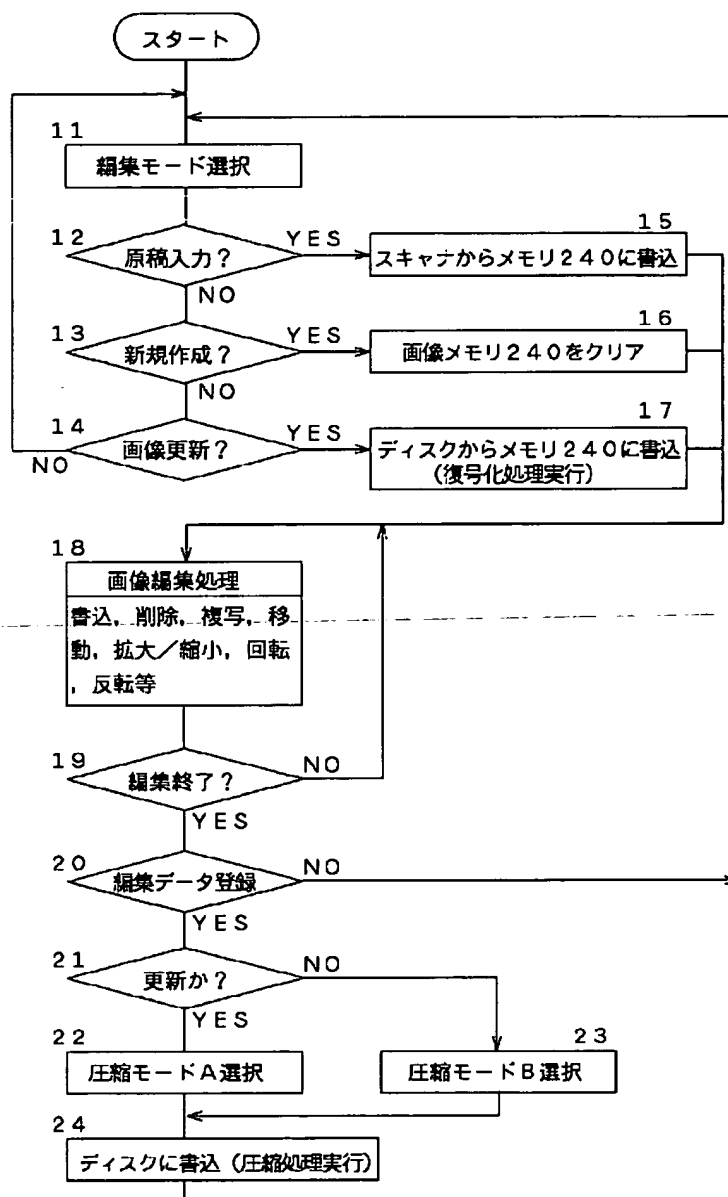 スタート
11
編集モード選択
12
原稿入力?
YES
15
スキャナからメモリ240に書込
NO
13
新規作成?
YES
16
画像メモリ240をクリア
NO
14
画像更新?
YES
17
ディスクからメモリ240に書込
(復号化処理実行)
NO
18
画像編集処理
書込,削除,複写,移
動,拡大/縮小,回転
,反転等
19
編集終了?
NO
YES
20
編集データ登録
NO
YES
21
更新か?
NO
YES
22
圧縮モードA選択
23
圧縮モードB選択
24
ディスクに書込(圧縮処理実行)